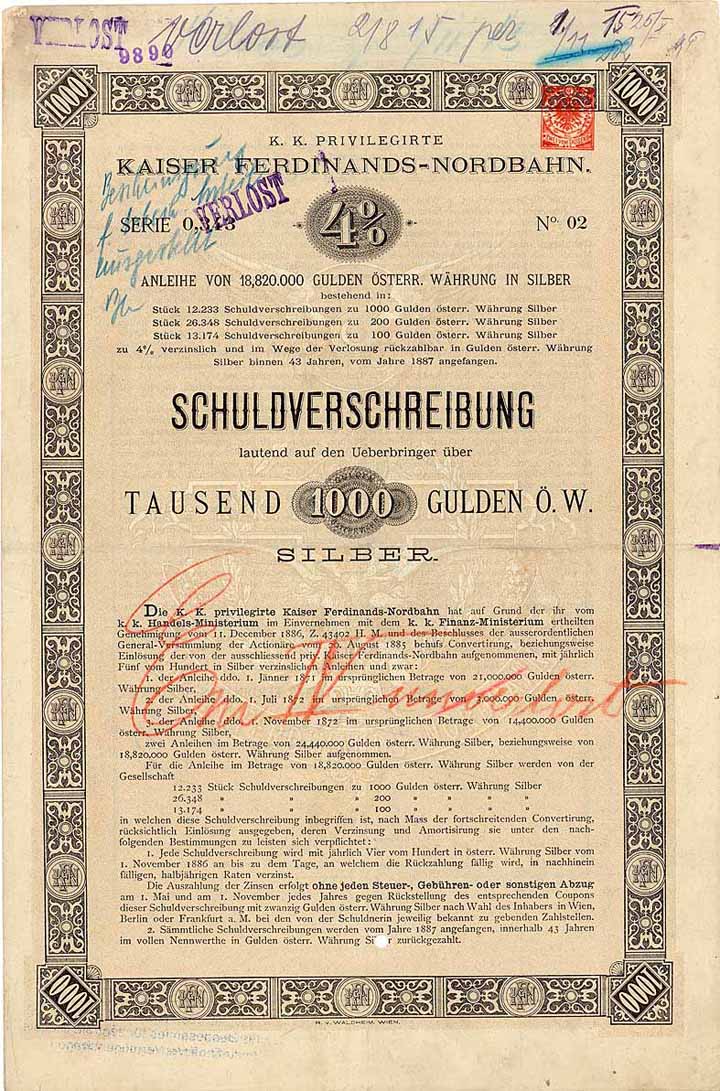 VERLOST
9890
Verlost 21815 per
1000
1000
K. K. PRIVILEGIRTE
KAISER FERDINANDS-NORDBAHN.
VERLOST
SERIE
4%
No. 02
ausgestellt
ANLEIHE VON 18,820.000 GULDEN ÖSTERR. WÄHRUNG IN SILBER
bestehend in:
Stück 12.233 Schuldverschreibungen zu 1000 Gulden österr. Währung Silber
Stück 26.348 Schuldverschreibungen zu 200 Gulden österr. Währung Silber
Stück 13.174 Schuldverschreibungen zu 100 Gulden österr. Währung Silber
zu 4% verzinslich und im Wege der Verlosung rückzahlbar in Gulden österr. Währung
Silber binnen 43 Jahren, vom Jahre 1887 angefangen.
SCHULDVERSCHREIBUNG
lautend auf den Ueberbringer über
TAUSEND 1000 GULDEN Ö. W.
SILBER.
Die K. K. privilegirte Kaiser Ferdinands-Nordbahn hat auf Grund der ihr vom
k. k. Handels-Ministerium im Einvernehmen mit dem k. k. Finanz-Ministerium ertheilten
Genehmigung vom 11. December 1886, Z. 43402 H. M. und des Beschlusses der ausserordentlichen
General-Versammlung der Actionäre vom 20. August 1885 behufs Convertirung, beziehungsweise
Einlösung der von der ausschliessend priv. Kaiser Ferdinands-Nordbahn aufgenommenen, mit jährlich
Fünf vom Hundert in Silber verzinslichen Anleihen und zwar:
1. der Anleihe ddo. 1. Jänner 1871 im ursprünglichen Betrage von 21,000.000 Gulden österr.
Währung Silber,
2. der Anleihe ddo. 1. Juli 1872 im ursprünglichen Betrage von ,000.000 Gulden österr.
Währung Silber,
3. der Anleihe ddo. 1. November 1872 im ursprünglichen Betrage von 14,400.000 Gulden
österr. Währung Silber,
zwei Anleihen im Betrage von 24,440.000 Gulden österr. Währung Silber, beziehungsweise von
18,820.000 Gulden österr. Währung Silber aufgenommen.
Für die Anleihe im Betrage von 18,820.000 Gulden österr. Währung Silber werden von der
Gesellschaft
12.233 Stück Schuldverschreibungen zu 1000 Gulden österr. Währung Silber
26.348 " " " 200 " " " "
13.174 " " " 100 " " " "
in welchen diese Schuldverschreibung inbegriffen ist, nach Mass der fortschreitenden Convertirung,
rücksichtlich Einlösung ausgegeben, deren Verzinsung und Amortisirung sie unter den nach-
folgenden Bestimmungen zu leisten sich verpflichtet:
1. Jede Schuldverschreibung wird mit jährlich Vier vom Hundert in österr. Währung Silber vom
1. November 1886 an bis zu dem Tage, an welchem die Rückzahlung fällig wird, in nachhinein
fälligen, halbjährigen Raten verzinst.
Die Auszahlung der Zinsen erfolgt ohne jeden Steuer-, Gebühren- oder sonstigen Abzug
am 1. Mai und am 1. November jedes Jahres gegen Rückstellung des entsprechenden Coupons
dieser Schuldverschreibung mit zwanzig Gulden österr. Währung Silber nach Wahl des Inhabers in Wien,
Berlin oder Frankfurt a. M. bei den von der Schuldnerin jeweilig bekannt zu gebenden Zahlstellen.
2. Sämmtliche Schuldverschreibungen werden vom Jahre 1887 angefangen, innerhalb 43 Jahren
im vollen Nennwerthe in Gulden österr. Währung Silber zurückgezahlt.
1000
1000
R. V. WALDHEIM, WIEN.